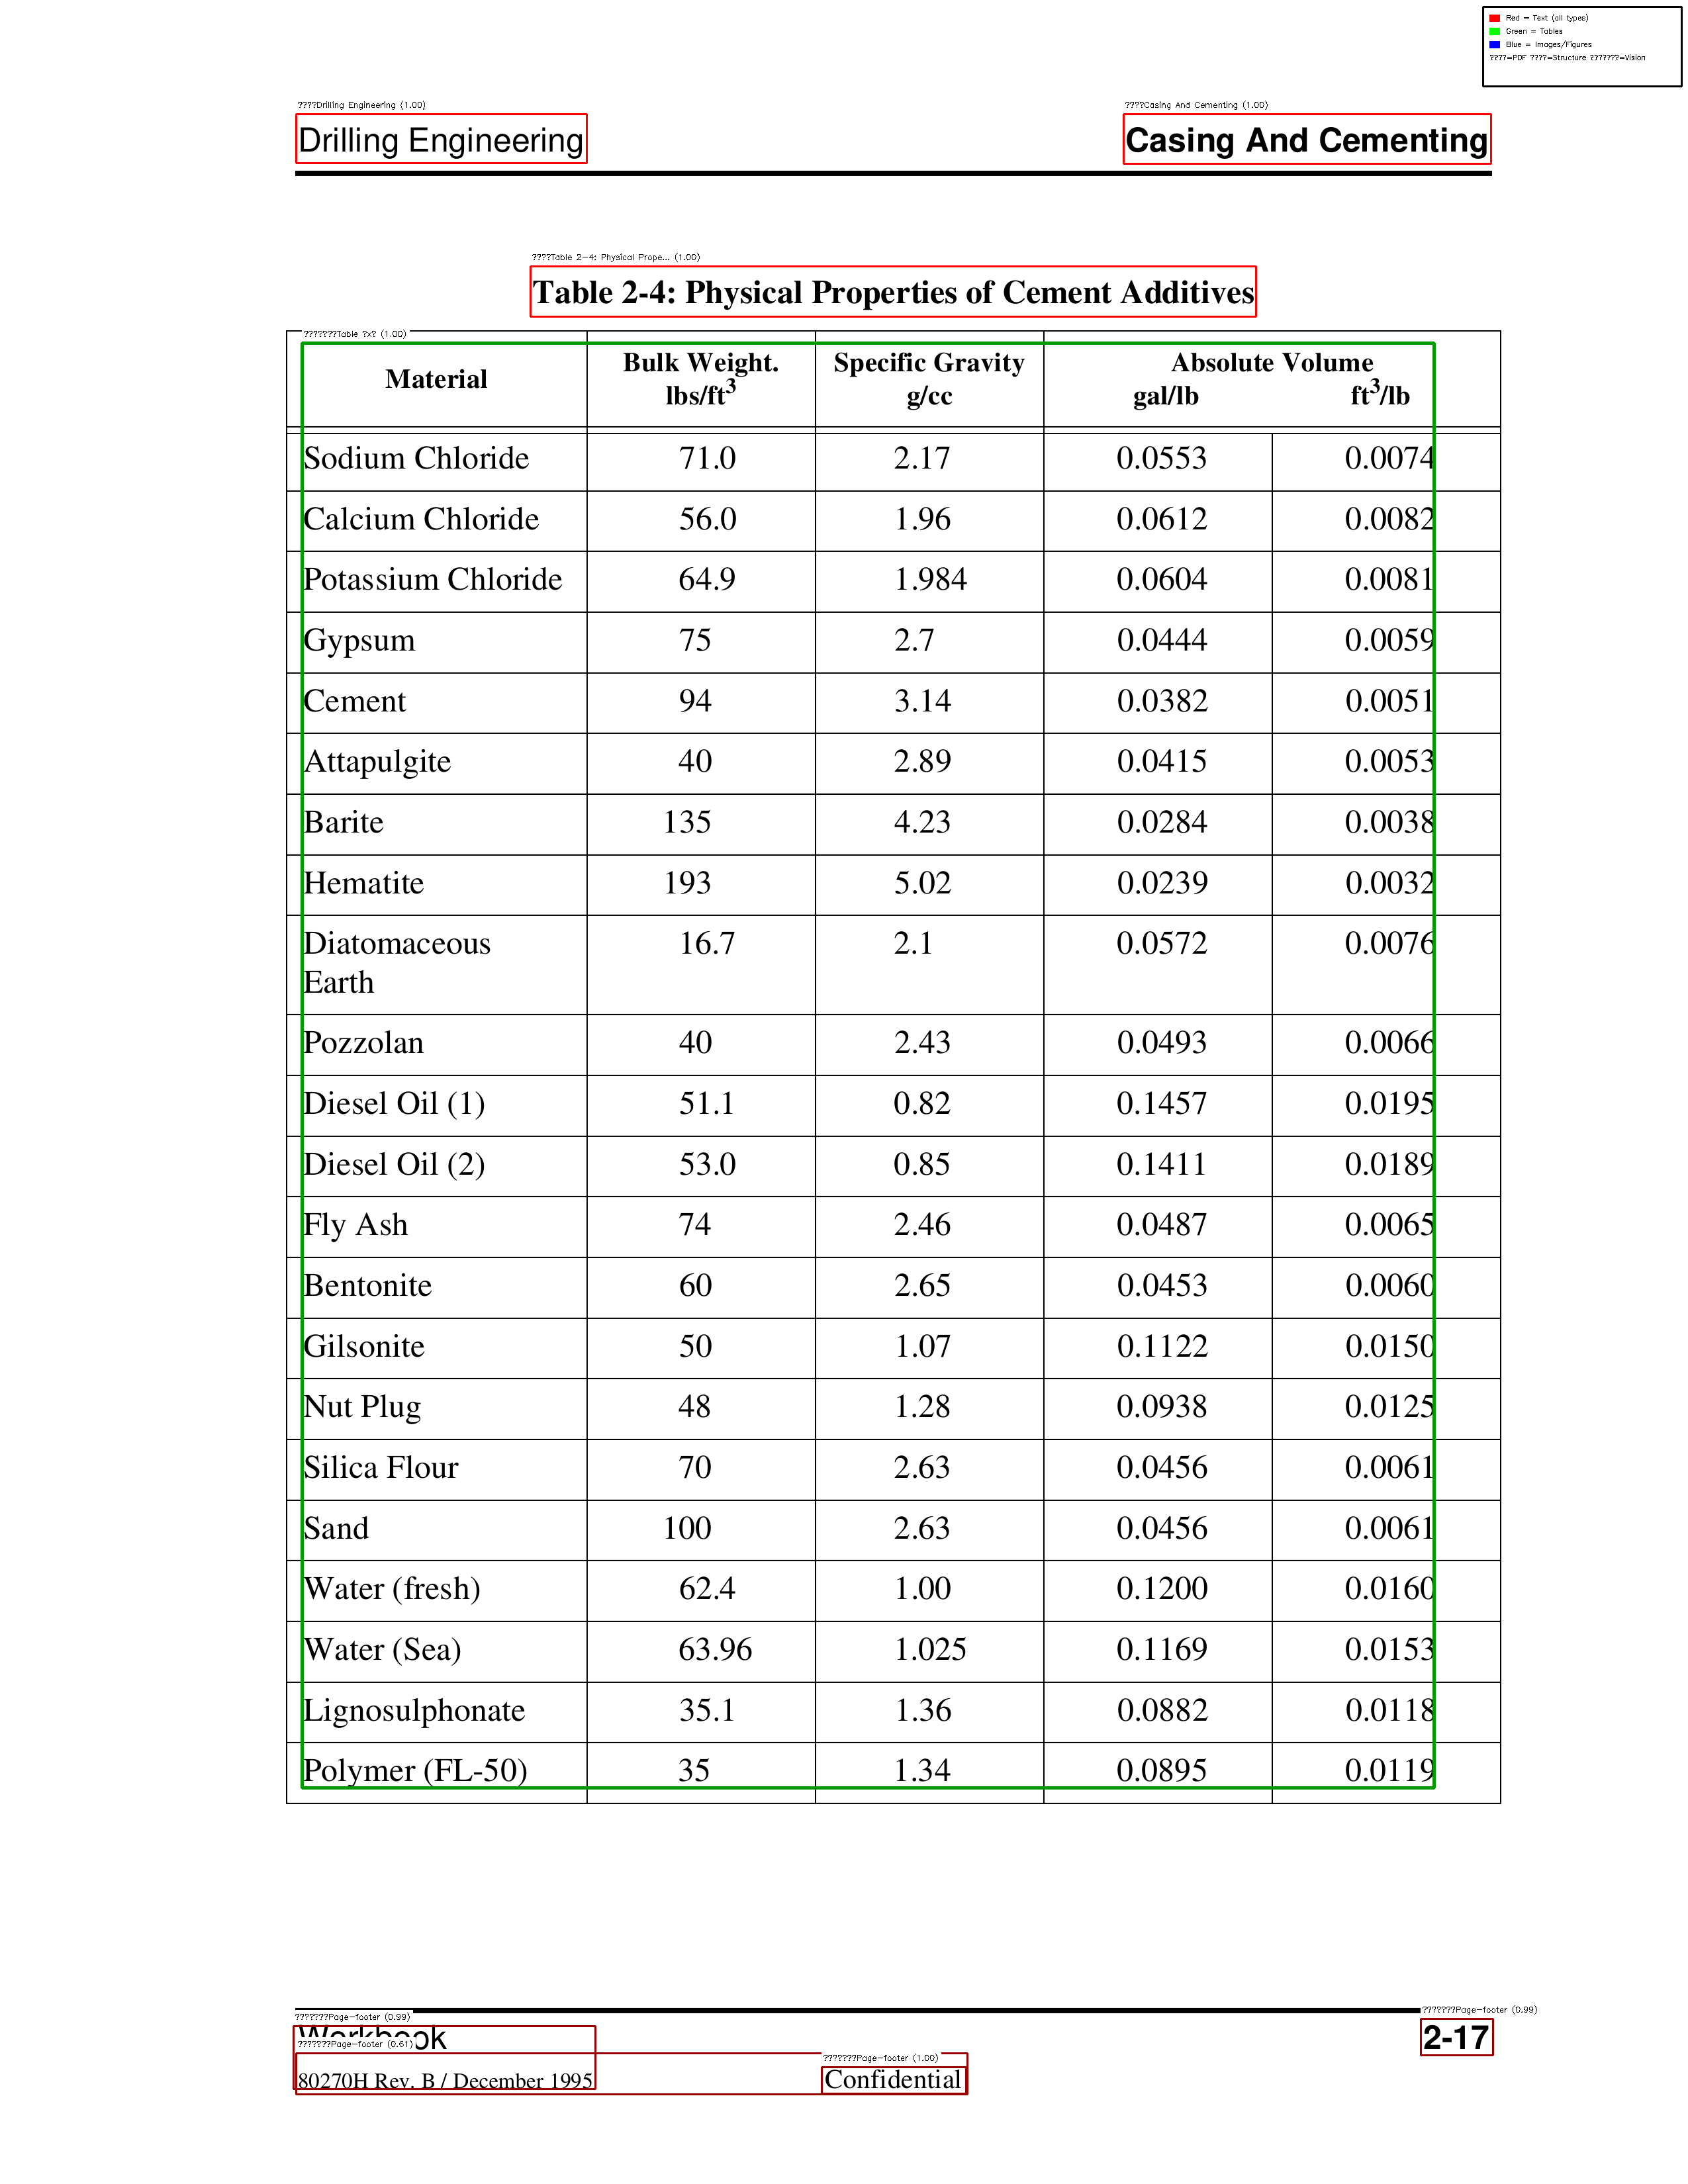 Red = Text (all types)
Green = Tables
Blue = Images/Figures
????=PDF ????=Structure ???????=Vision
????Drilling Engineering (1.00)
????Casing And Cementing (1.00)
Drilling Engineering
Casing And Cementing
????Table 2-4: Physical Prope... (1.00)
Table 2-4: Physical Properties of Cement Additives
???????Table ?x? (1.00)
Material Bulk Weight. lbs/ft3 Specific Gravity g/cc Absolute Volume gal/lb ft3/lb
Sodium Chloride 71.0 2.17 0.0553 0.0074
Calcium Chloride 56.0 1.96 0.0612 0.0082
Potassium Chloride 64.9 1.984 0.0604 0.0081
Gypsum 75 2.7 0.0444 0.0059
Cement 94 3.14 0.0382 0.0051
Attapulgite 40 2.89 0.0415 0.0053
Barite 135 4.23 0.0284 0.0038
Hematite 193 5.02 0.0239 0.0032
Diatomaceous 16.7 2.1 0.0572 0.0076
Earth
Pozzolan 40 2.43 0.0493 0.0066
Diesel Oil (1) 51.1 0.82 0.1457 0.0195
Diesel Oil (2) 53.0 0.85 0.1411 0.0189
Fly Ash 74 2.46 0.0487 0.0065
Bentonite 60 2.65 0.0453 0.0060
Gilsonite 50 1.07 0.1122 0.0150
Nut Plug 48 1.28 0.0938 0.0125
Silica Flour 70 2.63 0.0456 0.0061
Sand 100 2.63 0.0456 0.0061
Water (fresh) 62.4 1.00 0.1200 0.0160
Water (Sea) 63.96 1.025 0.1169 0.0153
Lignosulphonate 35.1 1.36 0.0882 0.0118
Polymer (FL-50) 35 1.34 0.0895 0.0119
???????Page-footer (0.99)
???????Page-footer (0.99)
Workbook
2-17
???????Page-footer (0.61)
???????Page-footer (1.00)
80270H Rev. B / December 1995
Confidential